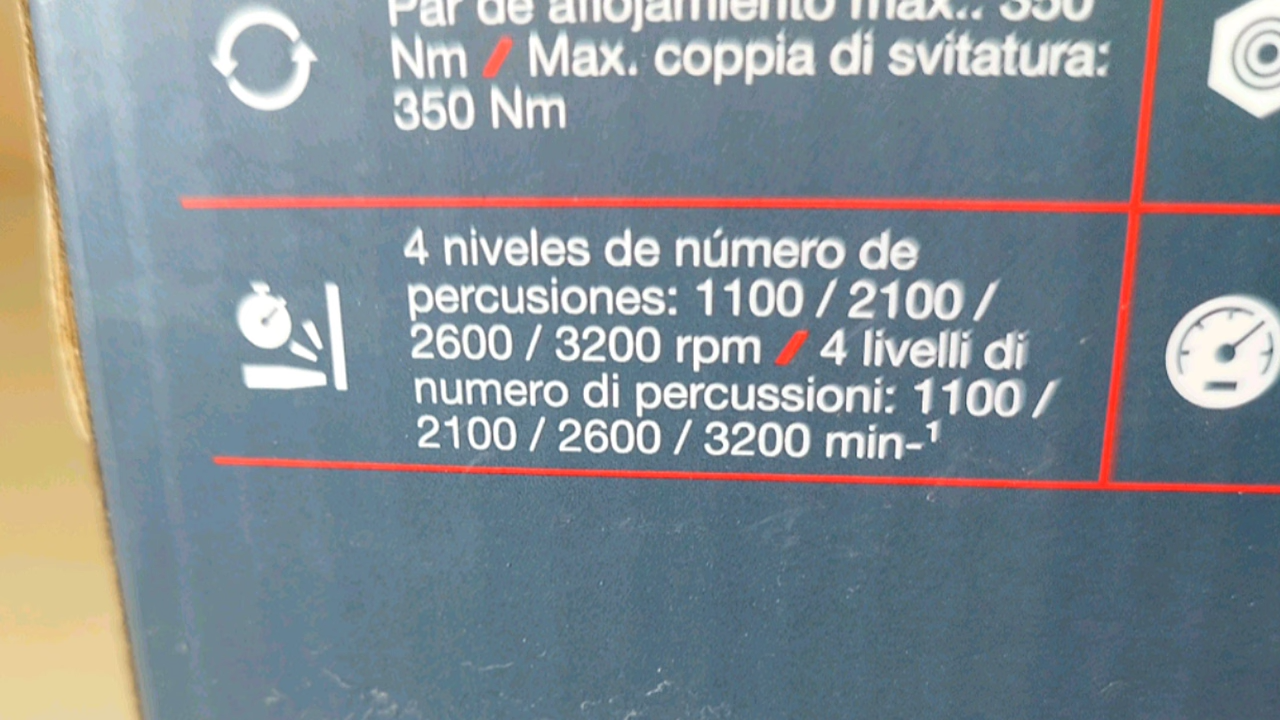 Par de aflojamiento máx.: 350
Nm / Max. coppia di svitatura:
350 Nm
4 niveles de número de
percusiones: 1100 / 2100 /
2600 / 3200 rpm / 4 livelli di
numero di percussioni: 1100 /
2100 / 2600 / 3200 min-¹